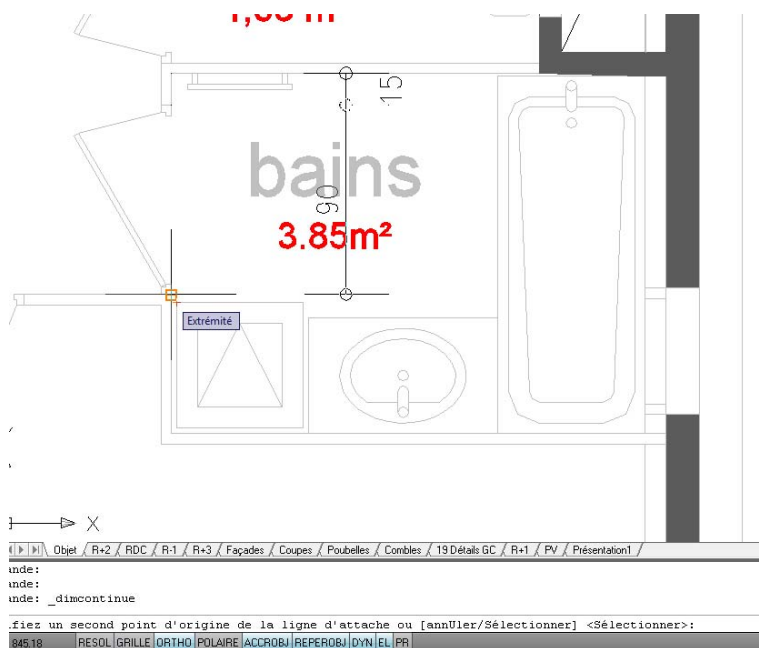 15
bains
90
3.85m²
Extrémité
X
Objet / R+2 / RDC / R-1 / R+3 / Façades / Coupes / Poubelles / Combles / 19 Détails GC / R+1 / PV / Présentation1 /
ande:
ande:
ande: _dimcontinue
ifiez un second point d'origine de la ligne d'attache ou [annUler/Sélectionner] <Sélectionner>:
845.18 RESOL GRILLE ORTHO POLAIRE ACCROBJ REPEROBJ DYN EL PR